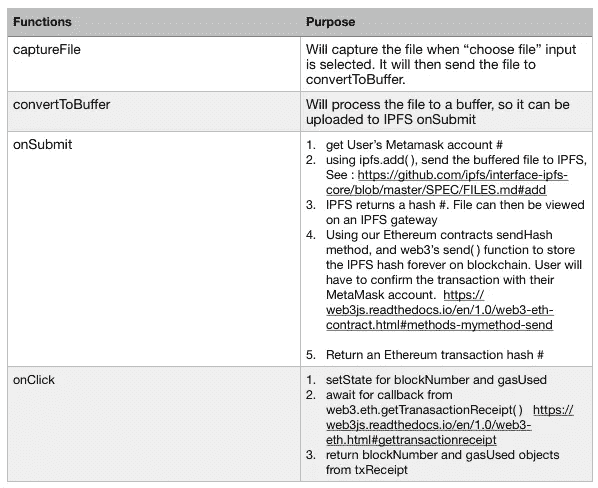 Functions
Purpose
captureFile
Will capture the file when “choose file” input
is selected. It will then send the file to
convertToBuffer.
convertToBuffer
Will process the file to a buffer, so it can be
uploaded to IPFS onSubmit
onSubmit
1. get User’s Metamask account #
2. using ipfs.add( ), send the buffered file to IPFS,
See : https://github.com/ipfs/interface-ipfs-
core/blob/master/SPEC/FILES.md#add
3. IPFS returns a hash #. File can then be viewed
on an IPFS gateway
4. Using our Ethereum contracts sendHash
method, and web3’s send( ) function to store
the IPFS hash forever on blockchain. User will
have to confirm the transaction with their
MetaMask account. https://
web3js.readthedocs.io/en/1.0/web3-eth-
contract.html#methods-mymethod-send
5. Return an Ethereum transaction hash #
onClick
1. setState for blockNumber and gasUsed
2. await for callback from
web3.eth.getTranasactionReceipt( ) https://
web3js.readthedocs.io/en/1.0/web3-
eth.html#gettransactionreceipt
3. return blockNumber and gasUsed objects
from txReceipt